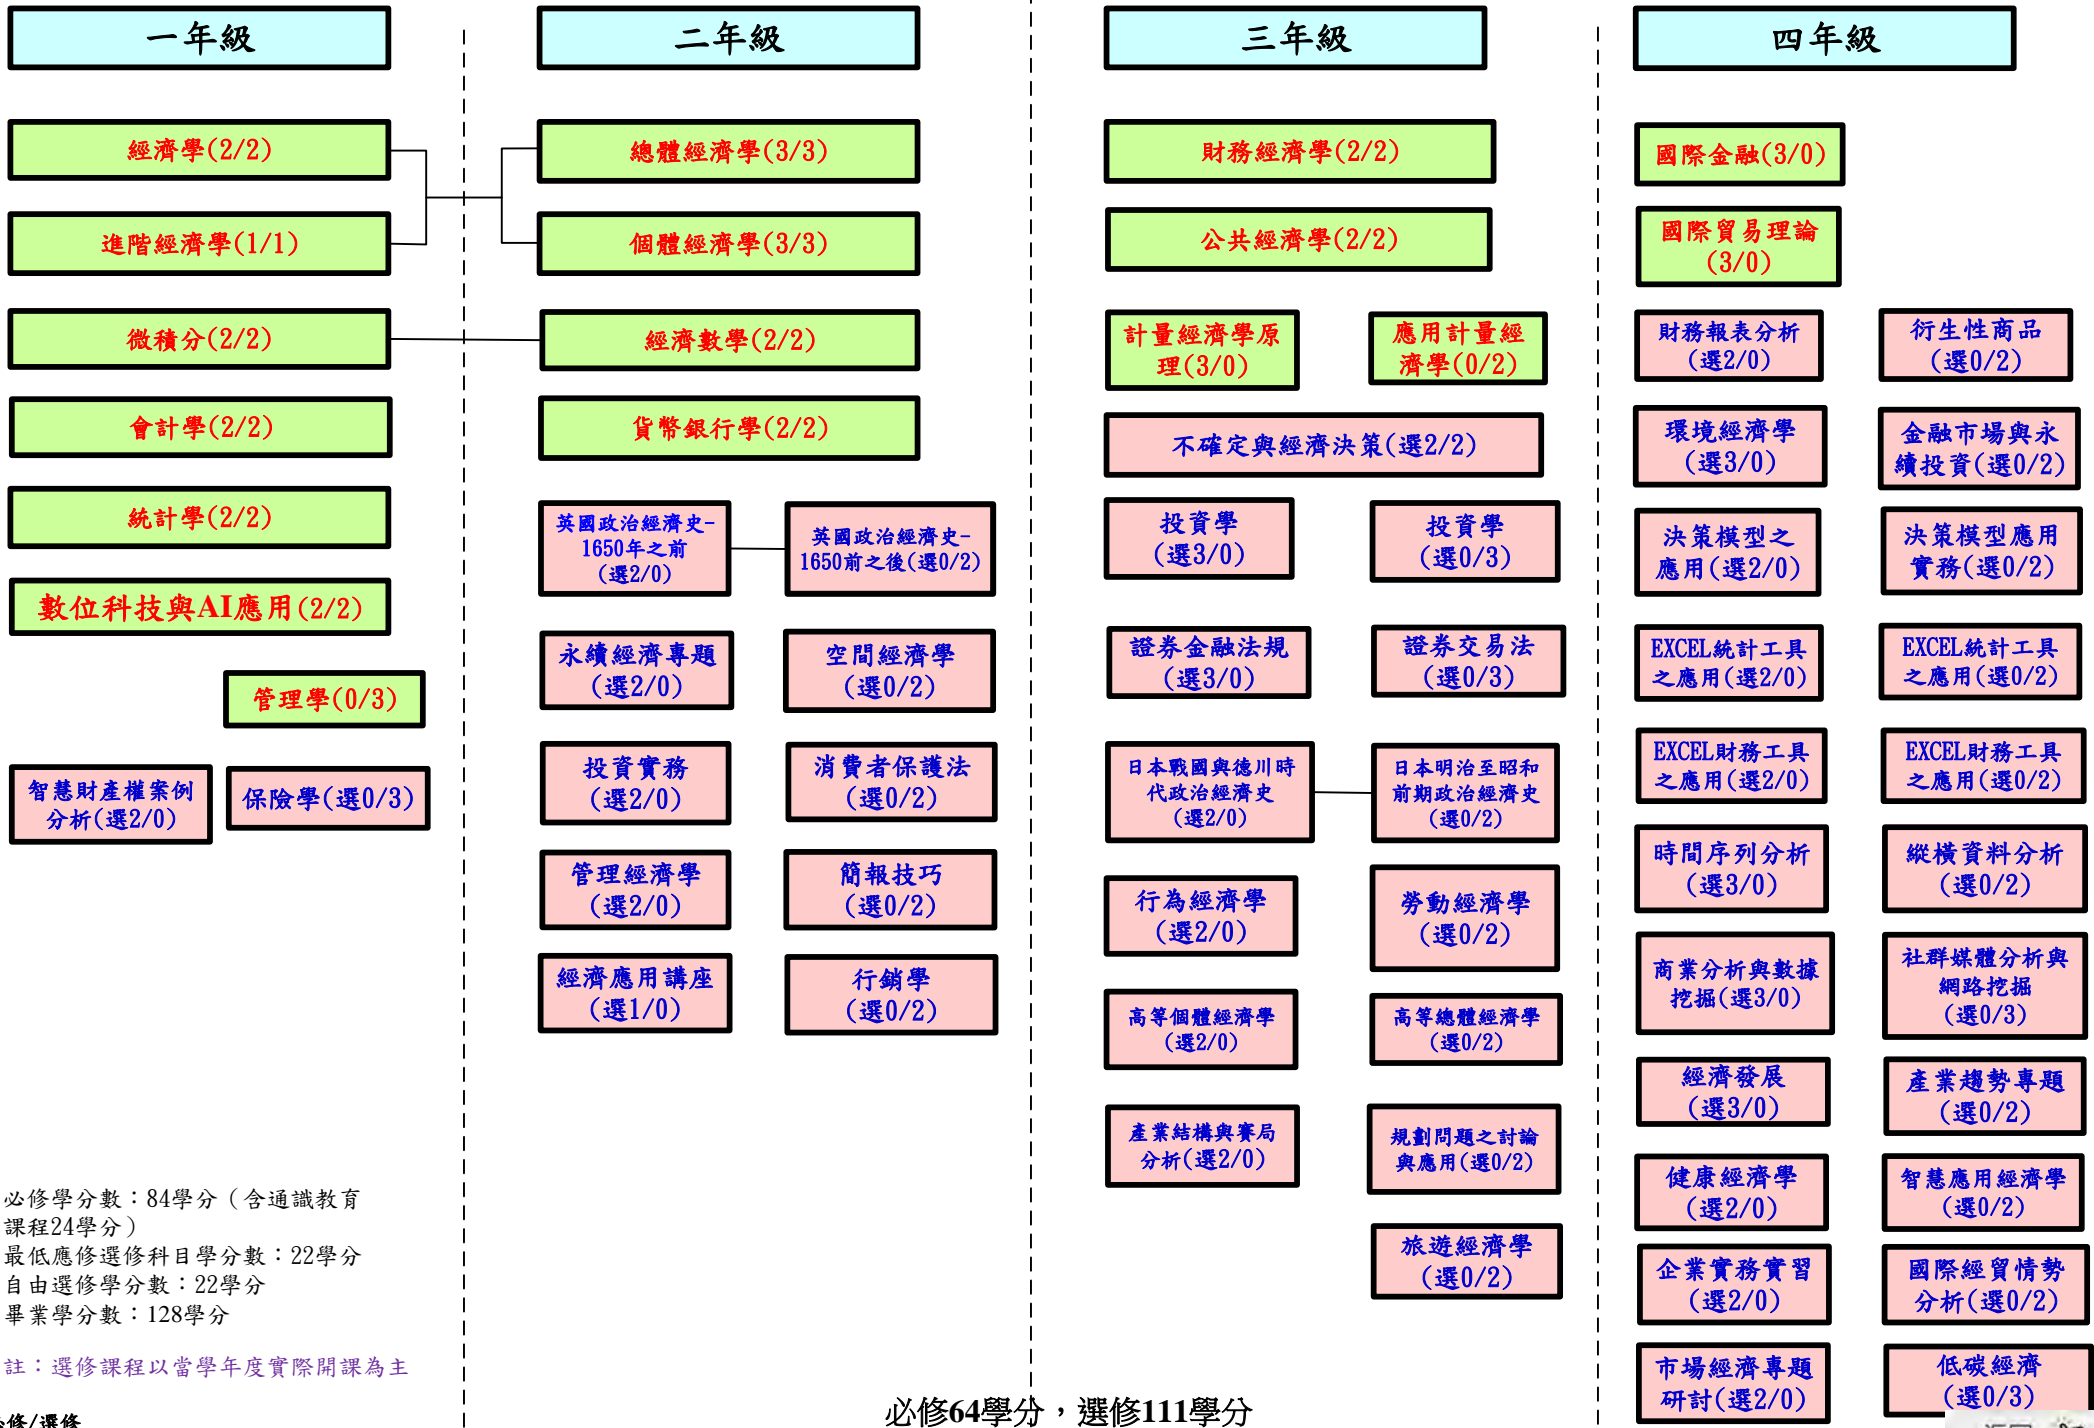 一年級
經濟學(2/2)
進階經濟學(1/1)
微積分(2/2)
會計學(2/2)
統計學(2/2)
數位科技與AI應用(2/2)
管理學(0/3)
智慧財產權案例
分析(選2/0)
保險學(選0/3)
必修學分數：84學分（含通識教育
課程24學分）
最低應修選修科目學分數：22學分
自由選修學分數：22學分
畢業學分數：128學分
註：選修課程以當學年度實際開課為主
必修/選修
二年級
總體經濟學(3/3)
個體經濟學(3/3)
經濟數學(2/2)
貨幣銀行學(2/2)
英國政治經濟史-
1650年之前
(選2/0)
英國政治經濟史-
1650前之後(選0/2)
永續經濟專題
(選2/0)
空間經濟學
(選0/2)
投資實務
(選2/0)
消費者保護法
(選0/2)
管理經濟學
(選2/0)
簡報技巧
(選0/2)
經濟應用講座
(選1/0)
行銷學
(選0/2)
三年級
財務經濟學(2/2)
公共經濟學(2/2)
計量經濟學原
理(3/0)
應用計量經
濟學(0/2)
不確定與經濟決策(選2/2)
投資學
(選3/0)
投資學
(選0/3)
證券金融法規
(選3/0)
證券交易法
(選0/3)
日本戰國與德川時
代政治經濟史
(選2/0)
日本明治至昭和
前期政治經濟史
(選0/2)
行為經濟學
(選2/0)
勞動經濟學
(選0/2)
高等個體經濟學
(選2/0)
高等總體經濟學
(選0/2)
產業結構與賽局
分析(選2/0)
規劃問題之討論
與應用(選0/2)
旅遊經濟學
(選0/2)
四年級
國際金融(3/0)
國際貿易理論
(3/0)
財務報表分析
(選2/0)
衍生性商品
(選0/2)
環境經濟學
(選3/0)
金融市場與永
續投資(選0/2)
決策模型之
應用(選2/0)
決策模型應用
實務(選0/2)
EXCEL統計工具
之應用(選2/0)
EXCEL統計工具
之應用(選0/2)
EXCEL財務工具
之應用(選2/0)
EXCEL財務工具
之應用(選0/2)
時間序列分析
(選3/0)
縱橫資料分析
(選0/2)
商業分析與數據
挖掘(選3/0)
社群媒體分析與
網路挖掘
(選0/3)
經濟發展
(選3/0)
產業趨勢專題
(選0/2)
健康經濟學
(選2/0)
智慧應用經濟學
(選0/2)
企業實務實習
(選2/0)
國際經貿情勢
分析(選0/2)
市場經濟專題
研討(選2/0)
低碳經濟
(選0/3)
必修64學分，選修111學分